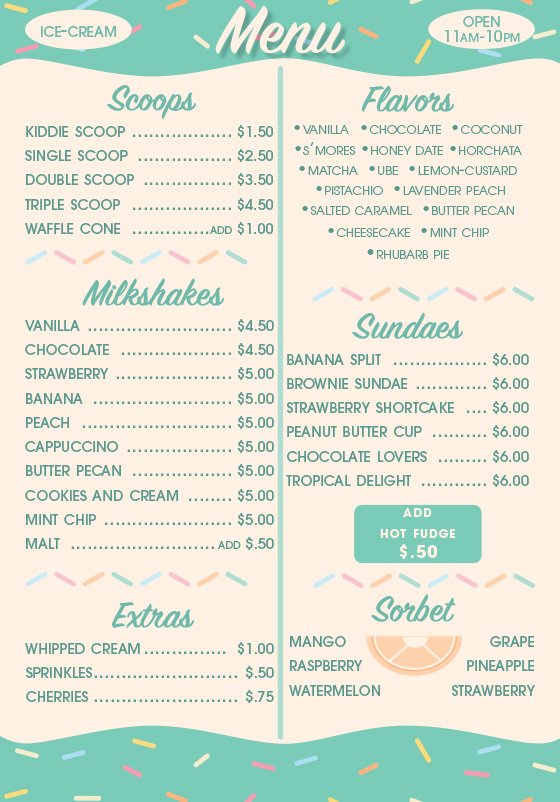 ICE-CREAM
Menu
OPEN
11AM-10PM
Scoops
KIDDIE SCOOP .................. $1.50
SINGLE SCOOP ................. $2.50
DOUBLE SCOOP ............... $3.50
TRIPLE SCOOP ................. $4.50
WAFFLE CONE ..............ADD $1.00
Milkshakes
VANILLA ........................ $4.50
CHOCOLATE ................... $4.50
STRAWBERRY ................... $5.00
BANANA ....................... $5.00
PEACH ......................... $5.00
CAPPUCCINO .................. $5.00
BUTTER PECAN ................. $5.00
COOKIES AND CREAM ........ $5.00
MINT CHIP ...................... $5.00
MALT ........................ ADD $.50
Extras
WHIPPED CREAM .............. $1.00
SPRINKLES........................ $.50
CHERRIES ......................... $.75
Flavors
•VANILLA •CHOCOLATE •COCONUT
•S'MORES •HONEY DATE •HORCHATA
•MATCHA •UBE •LEMON-CUSTARD
•PISTACHIO •LAVENDER PEACH
•SALTED CARAMEL •BUTTER PECAN
•CHEESECAKE •MINT CHIP
•RHUBARB PIE
Sundaes
BANANA SPLIT ................ $6.00
BROWNIE SUNDAE ............ $6.00
STRAWBERRY SHORTCAKE .... $6.00
PEANUT BUTTER CUP .......... $6.00
CHOCOLATE LOVERS ......... $6.00
TROPICAL DELIGHT ............ $6.00
ADD
HOT FUDGE
$.50
Sorbet
MANGO GRAPE
RASPBERRY PINEAPPLE
WATERMELON STRAWBERRY